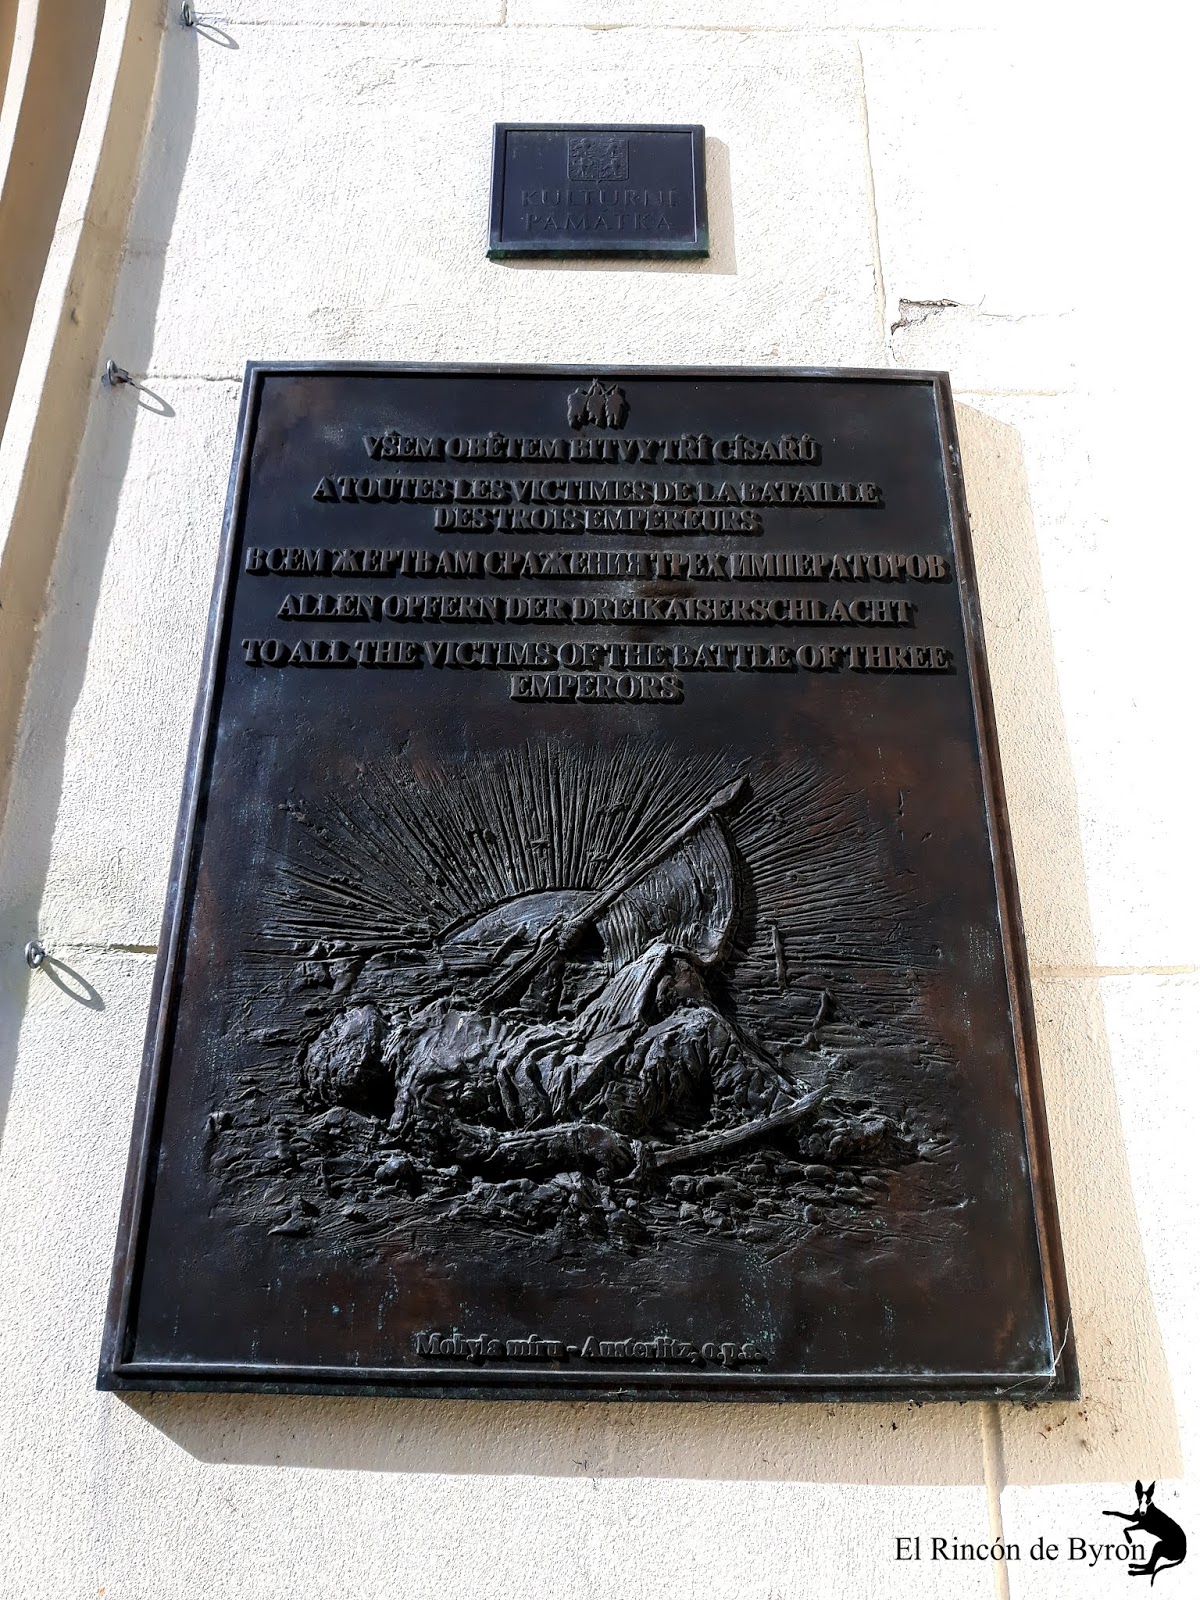 KULTURNÍ
PAMÁTKA
VŠEM OBĚTEM BITVY TŘÍ CÍSAŘŮ
A TOUTES LES VICTIMES DE LA BATAILLE
DES TROIS EMPEREURS
ВСЕМ ЖЕРТВАМ СРАЖЕНИЯ ТРЕХ ИМПЕРАТОРОВ
ALLEN OPFERN DER DREIKAISERSCHLACHT
TO ALL THE VICTIMS OF THE BATTLE OF THREE
EMPERORS
Mohyla míru - Austerlitz, o.p.s.
El Rincón de Byron